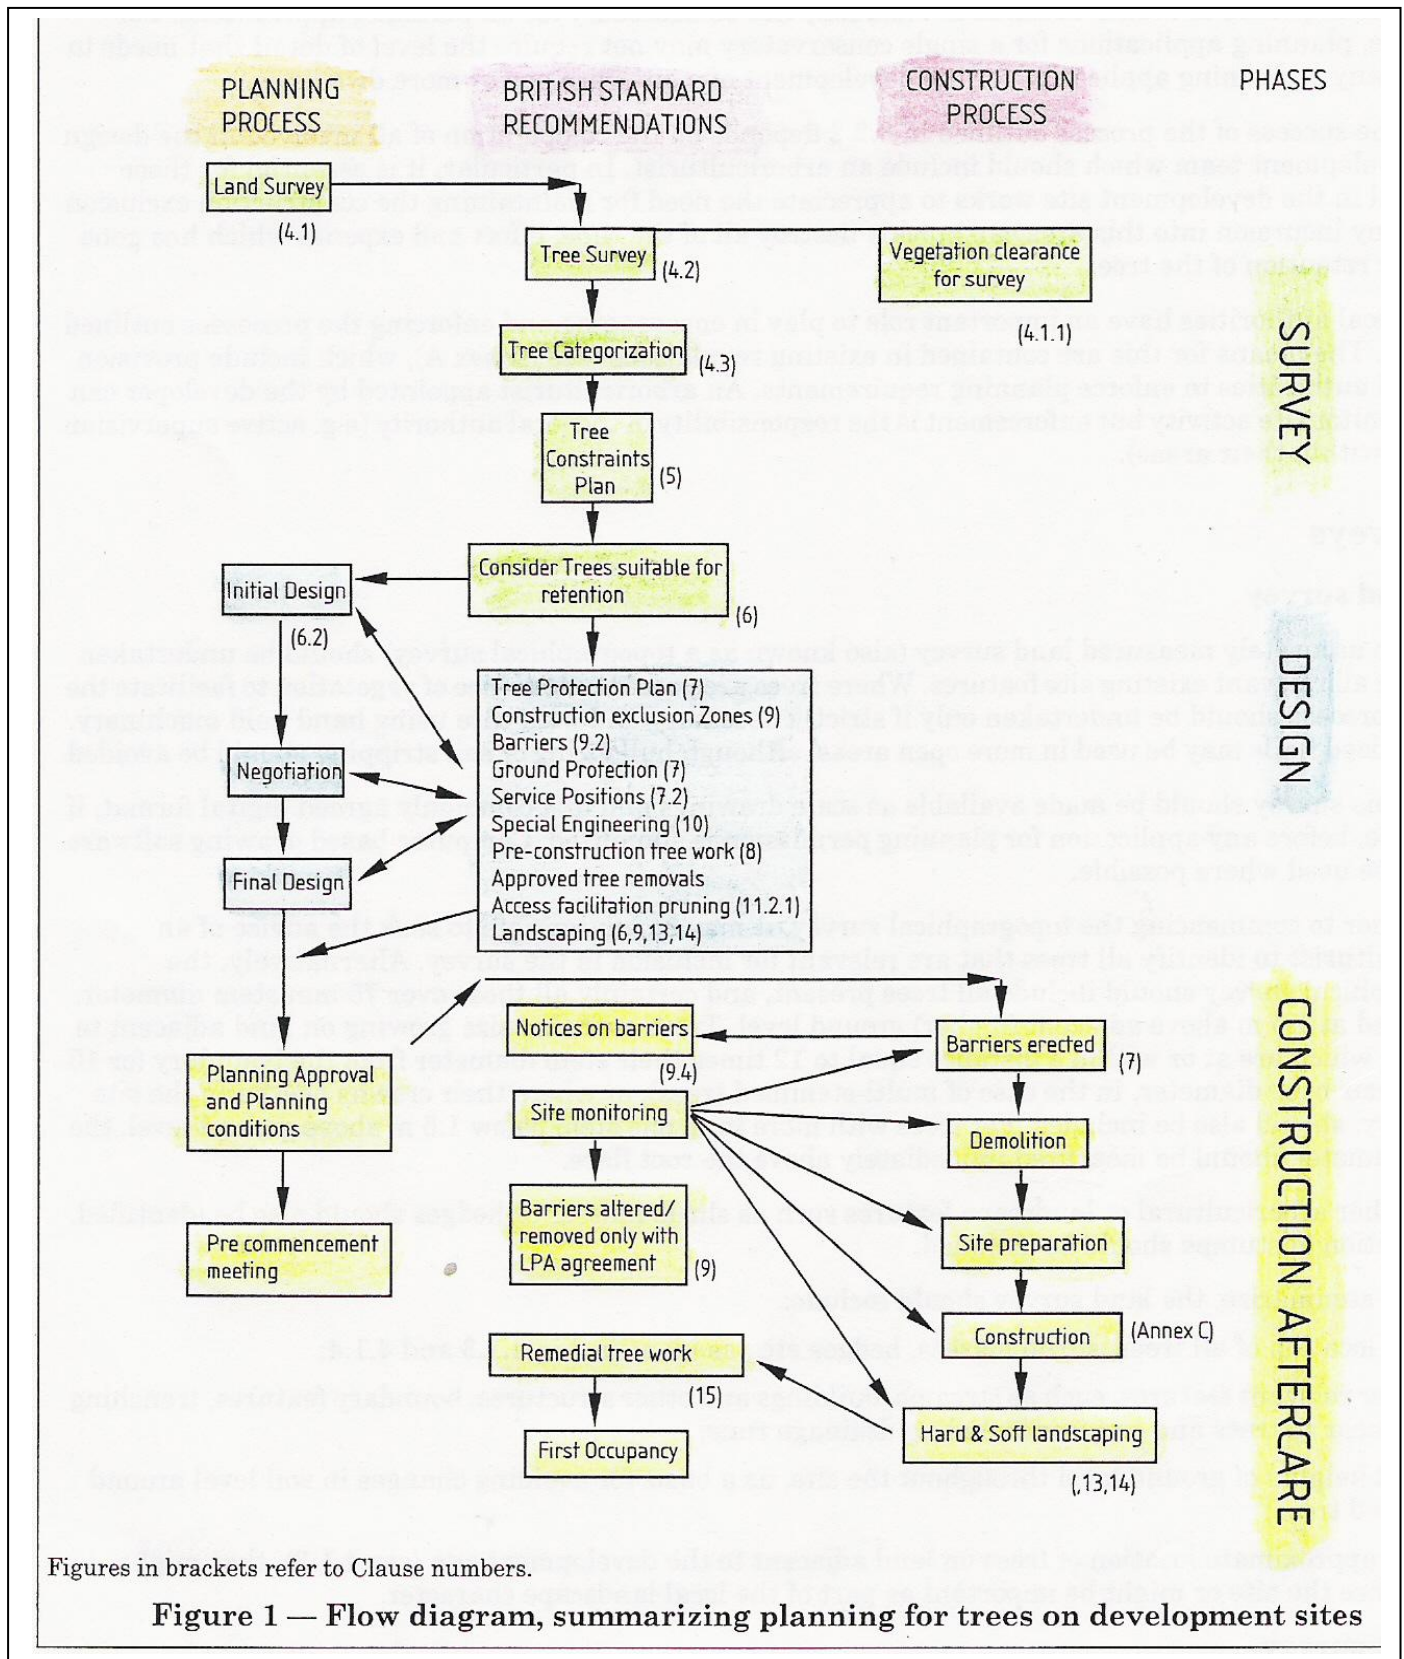 PLANNING
PROCESS
BRITISH STANDARD
RECOMMENDATIONS
CONSTRUCTION
PROCESS
PHASES
Land Survey
(4.1)
Tree Survey
(4.2)
Vegetation clearance
for survey
(4.1.1)
Tree Categorization
(4.3)
Tree
Constraints
Plan
(5)
SURVEY
Consider Trees suitable for
retention
(6)
Initial Design
(6.2)
Negotiation
Final Design
Tree Protection Plan (7)
Construction exclusion Zones (9)
Barriers (9.2)
Ground Protection (7)
Service Positions (7.2)
Special Engineering (10)
Pre-construction tree work (8)
Approved tree removals
Access facilitation pruning (11.2.1)
Landscaping (6,9,13,14)
DESIGN
Planning Approval
and Planning
conditions
Pre commencement
meeting
Notices on barriers
(9.4)
Site monitoring
Barriers altered/
removed only with
LPA agreement
(9)
Remedial tree work
(15)
First Occupancy
Barriers erected
(7)
Demolition
Site preparation
Construction
(Annex C)
Hard & Soft landscaping
(,13,14)
CONSTRUCTION AFTERCARE
Figures in brackets refer to Clause numbers.
Figure 1 — Flow diagram, summarizing planning for trees on development sites